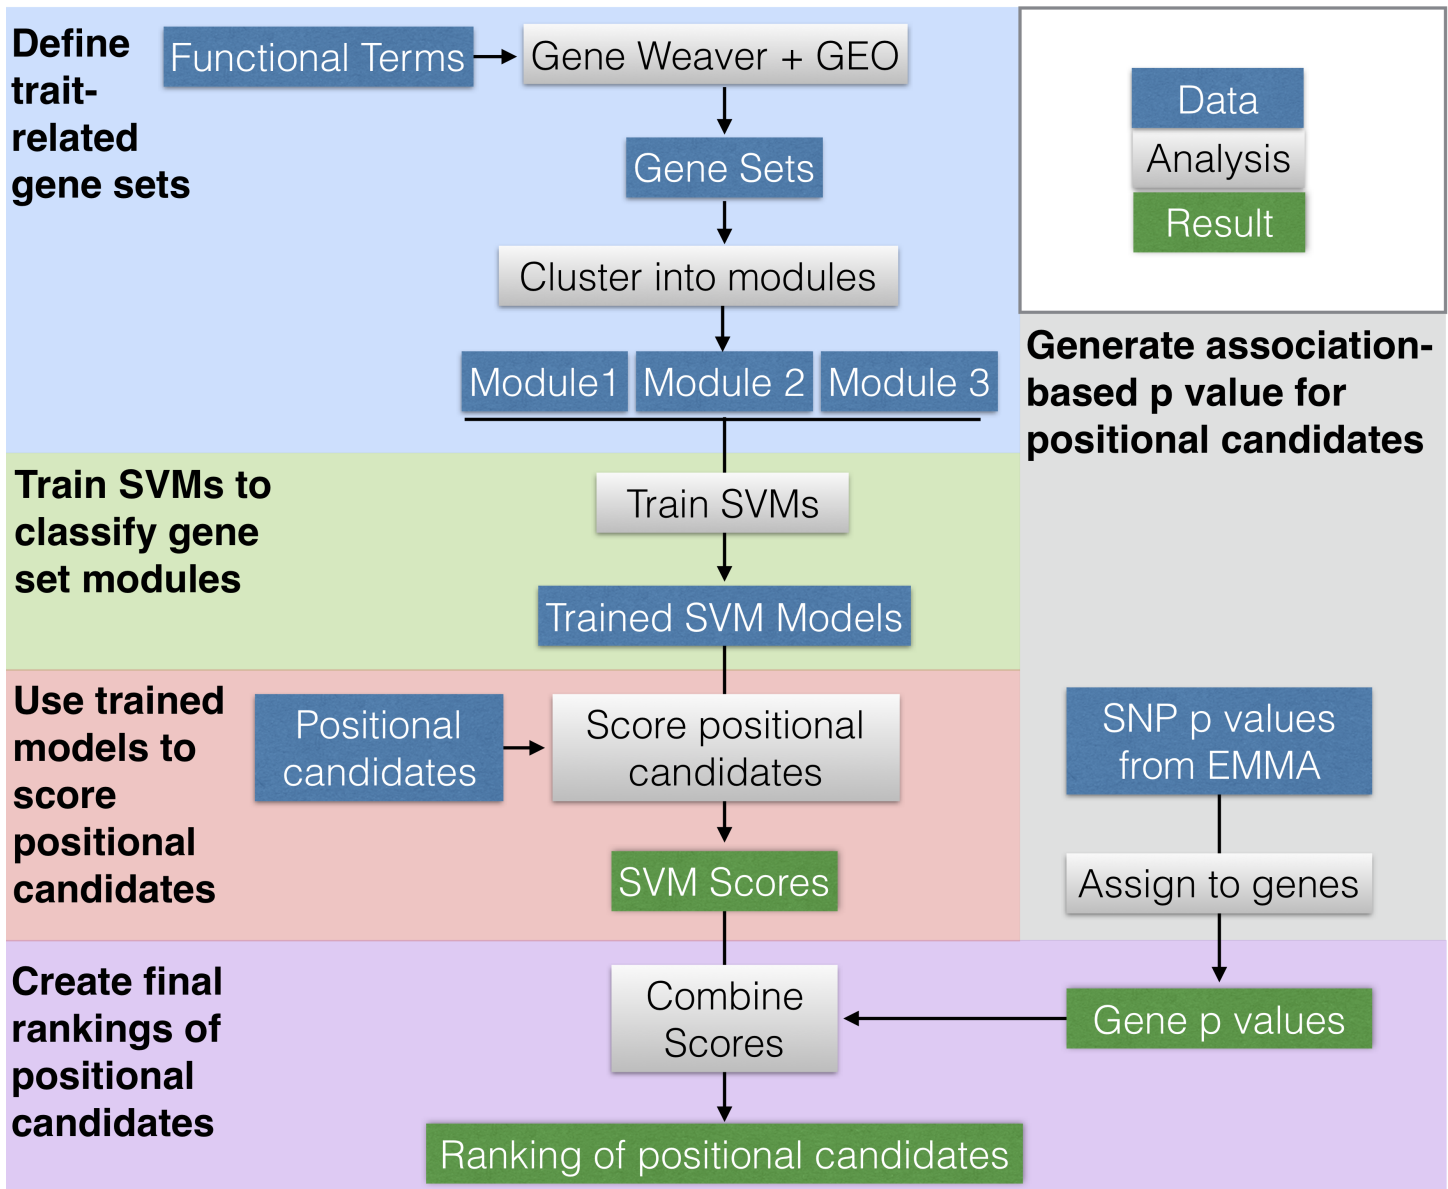 Define
trait-
related
gene sets
Functional Terms
Gene Weaver + GEO
Gene Sets
Cluster into modules
Module1
Module 2
Module 3
Data
Analysis
Result
Generate association-
based p value for
positional candidates
Train SVMs to
classify gene
set modules
Train SVMs
Trained SVM Models
Use trained
models to
score
positional
candidates
Positional
candidates
Score positional
candidates
SVM Scores
SNP p values
from EMMA
Assign to genes
Create final
rankings of
positional
candidates
Combine
Scores
Gene p values
Ranking of positional candidates